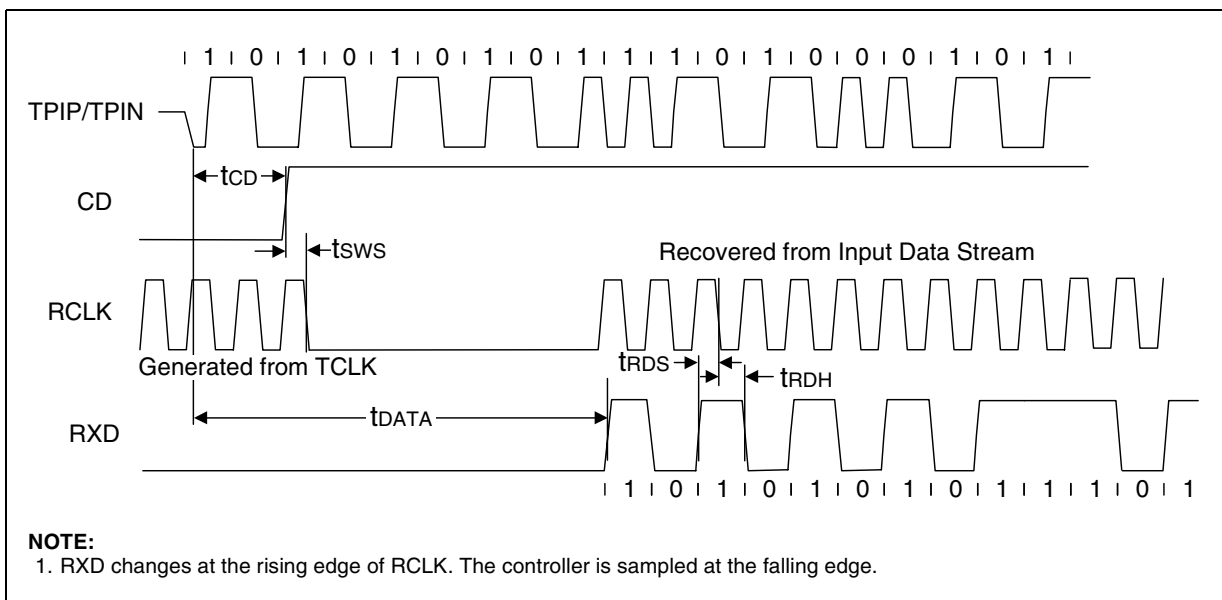 1 0 1 0 1 0 1 0 1 1 1 0 1 0 0 0 1 0 1
TPIP/TPIN
tCD
CD
tSWS
Recovered from Input Data Stream
RCLK
Generated from TCLK
tRDS
tRDH
tDATA
RXD
1 0 1 0 1 0 1 0 1 1 1 0 1
NOTE:
1. RXD changes at the rising edge of RCLK. The controller is sampled at the falling edge.